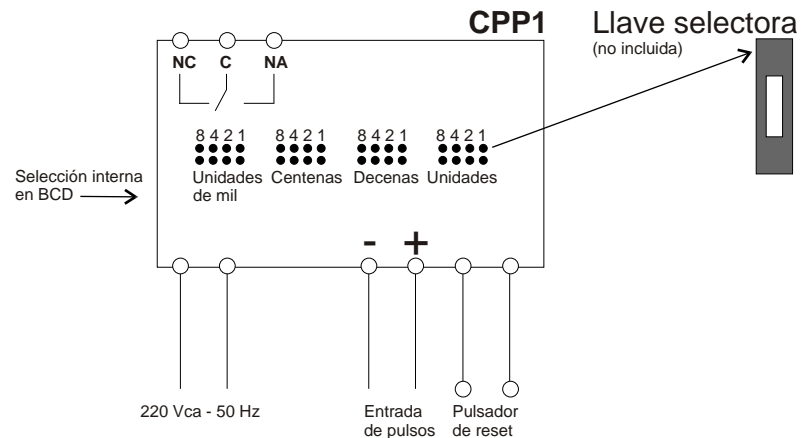 CPP1
Llave selectora
(no incluida)
NC C NA
8 4 2 1 8 4 2 1 8 4 2 1 8 4 2 1
Unidades de mil
Centenas
Decenas
Unidades
Selección interna
en BCD
- +
220 Vca - 50 Hz
Entrada
de pulsos
Pulsador
de reset